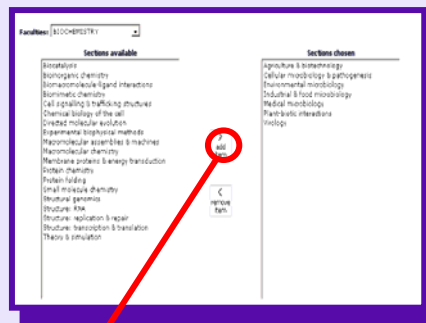 Faculties: BIOCHEMISTRY
Sections available
Biocatalysis
Bioinorganic chemistry
Biomacromolecule-ligand interactions
Biomimetic chemistry
Cell signalling & trafficking structures
Chemical biology of the cell
Directed molecular evolution
Experimental biophysical methods
Macromolecular assemblies & machines
Macromolecular chemistry
Membrane proteins & energy transduction
Protein chemistry
Protein folding
Small molecule chemistry
Structural genomics
Structure: RNA
Structure: replication & repair
Structure: transcription & translation
Theory & simulation
add
item
<
remove
item
Sections chosen
Agriculture & biotechnology
Cellular microbiology & pathogenesis
Environmental microbiology
Industrial & food microbiology
Medical microbiology
Plant-biotic interactions
Virology